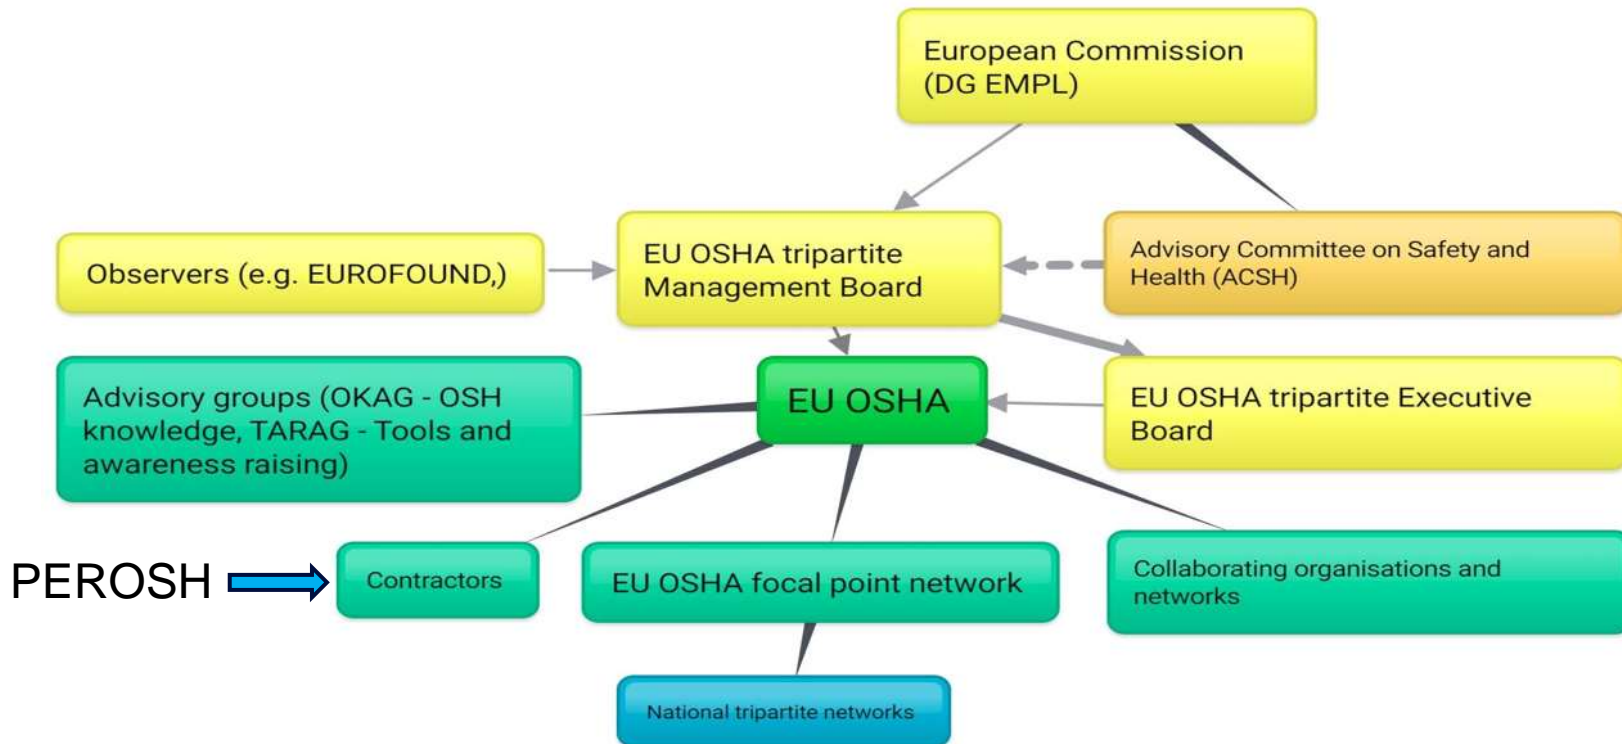 European Commission
(DG EMPL)
Observers (e.g. EUROFOUND,)
EU OSHA tripartite
Management Board
Advisory Committee on Safety and
Health (ACSH)
Advisory groups (OKAG - OSH
knowledge, TARAG - Tools and
awareness raising)
EU OSHA
EU OSHA tripartite Executive
Board
PEROSH
Contractors
EU OSHA focal point network
Collaborating organisations and
networks
National tripartite networks